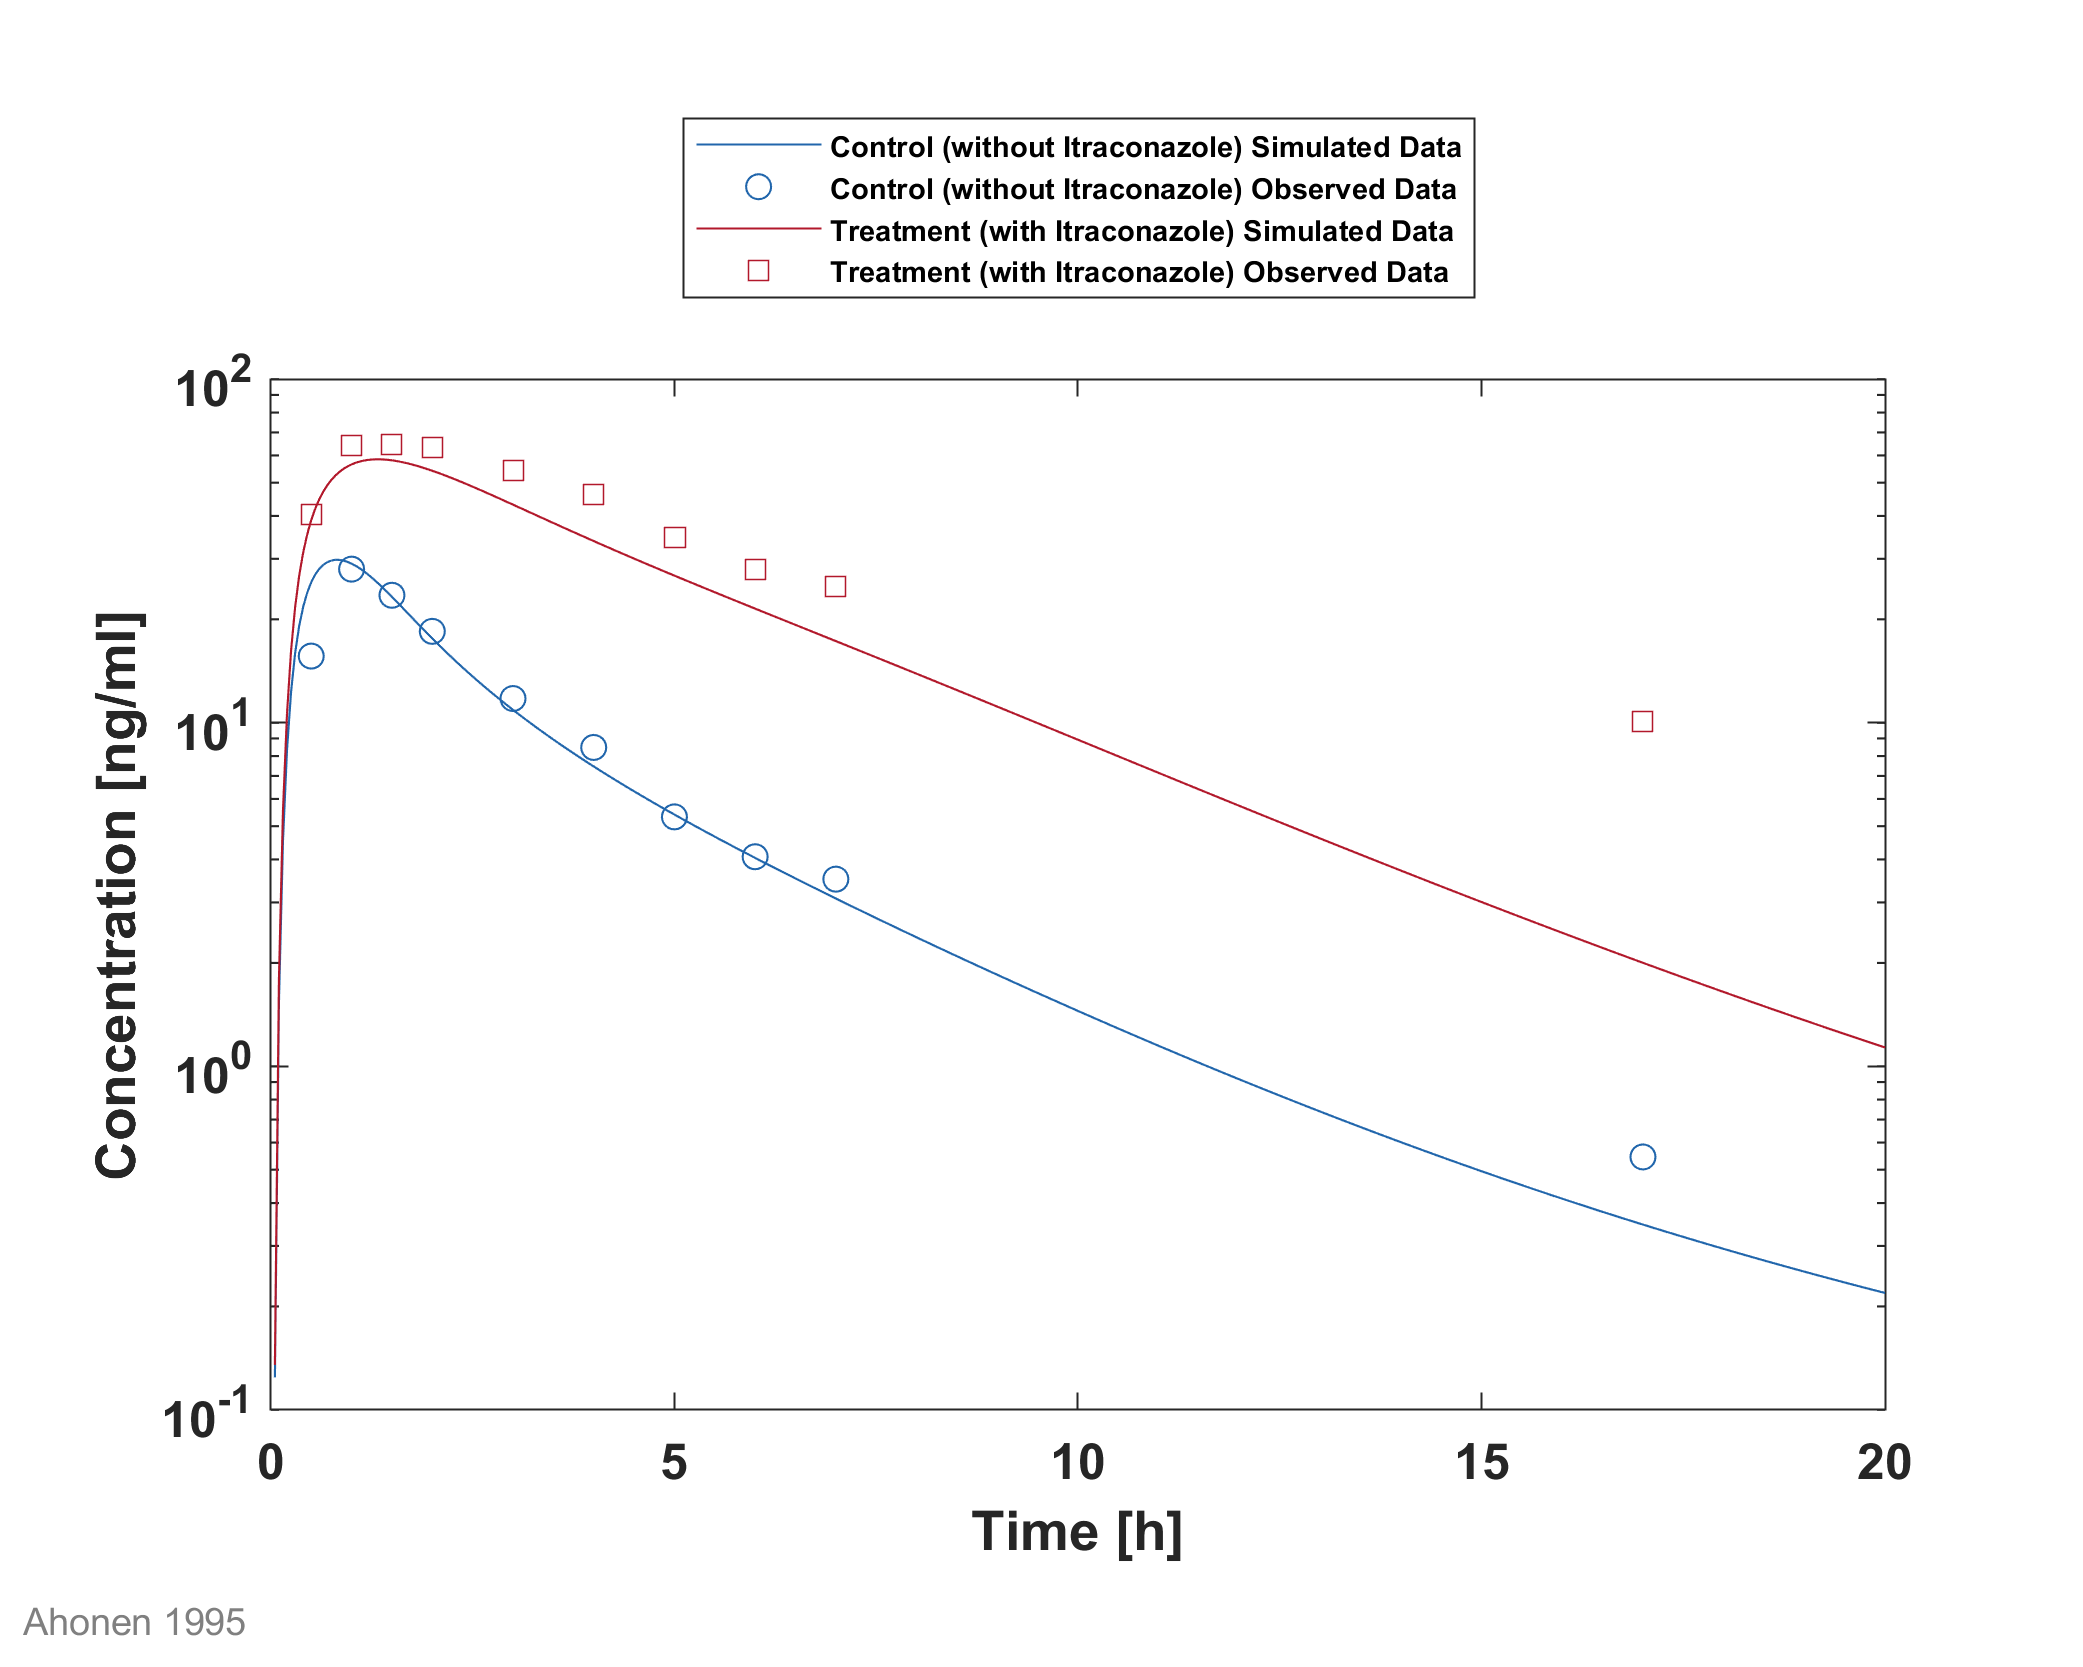 Control (without Itraconazole) Simulated Data
Control (without Itraconazole) Observed Data
Treatment (with Itraconazole) Simulated Data
Treatment (with Itraconazole) Observed Data
10^2
10^1
10^0
10^-1
Concentration [ng/ml]
0 5 10 15 20
Time [h]
Ahonen 1995